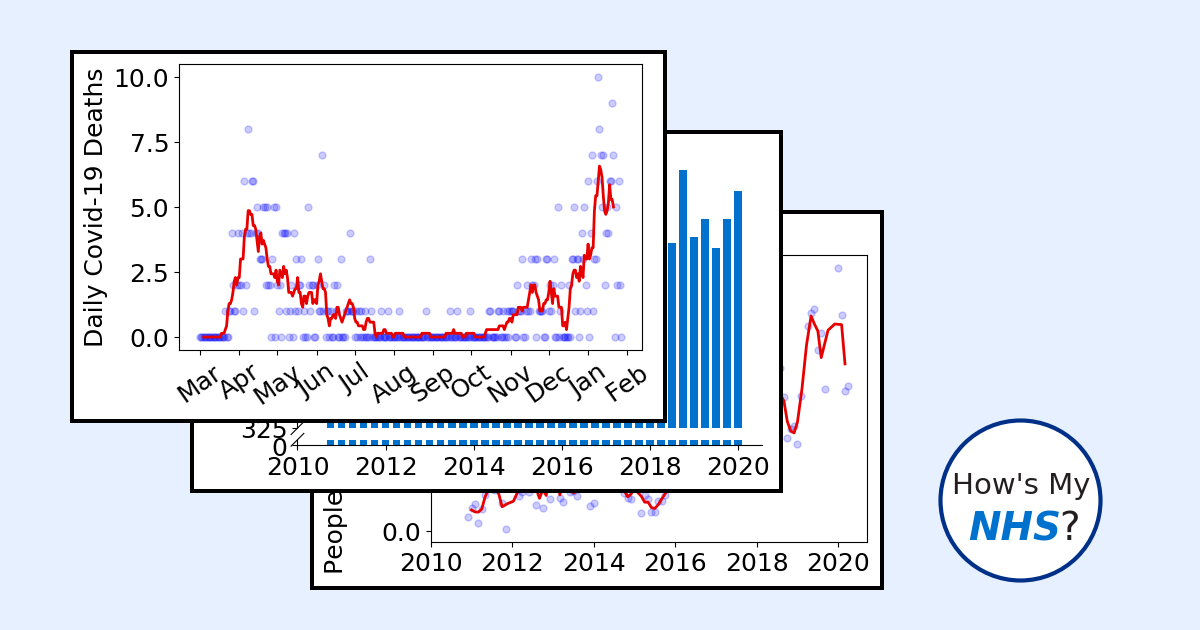 Daily Covid-19 Deaths
10.0
7.5
5.0
2.5
0.0
Mar Apr May Jun Jul Aug Sep Oct Nov Dec Jan Feb
325
0
2010 2012 2014 2016 2018 2020
People
0.0
2010 2012 2014 2016 2018 2020
How's My
NHS?